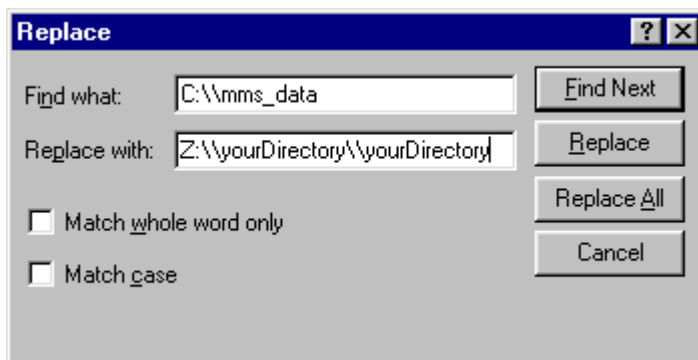 Replace
Find what: C:\\mms_data Find Next
Replace with: Z:\\yourDirectory\\yourDirectory Replace
Replace All
Match whole word only
Cancel
Match case